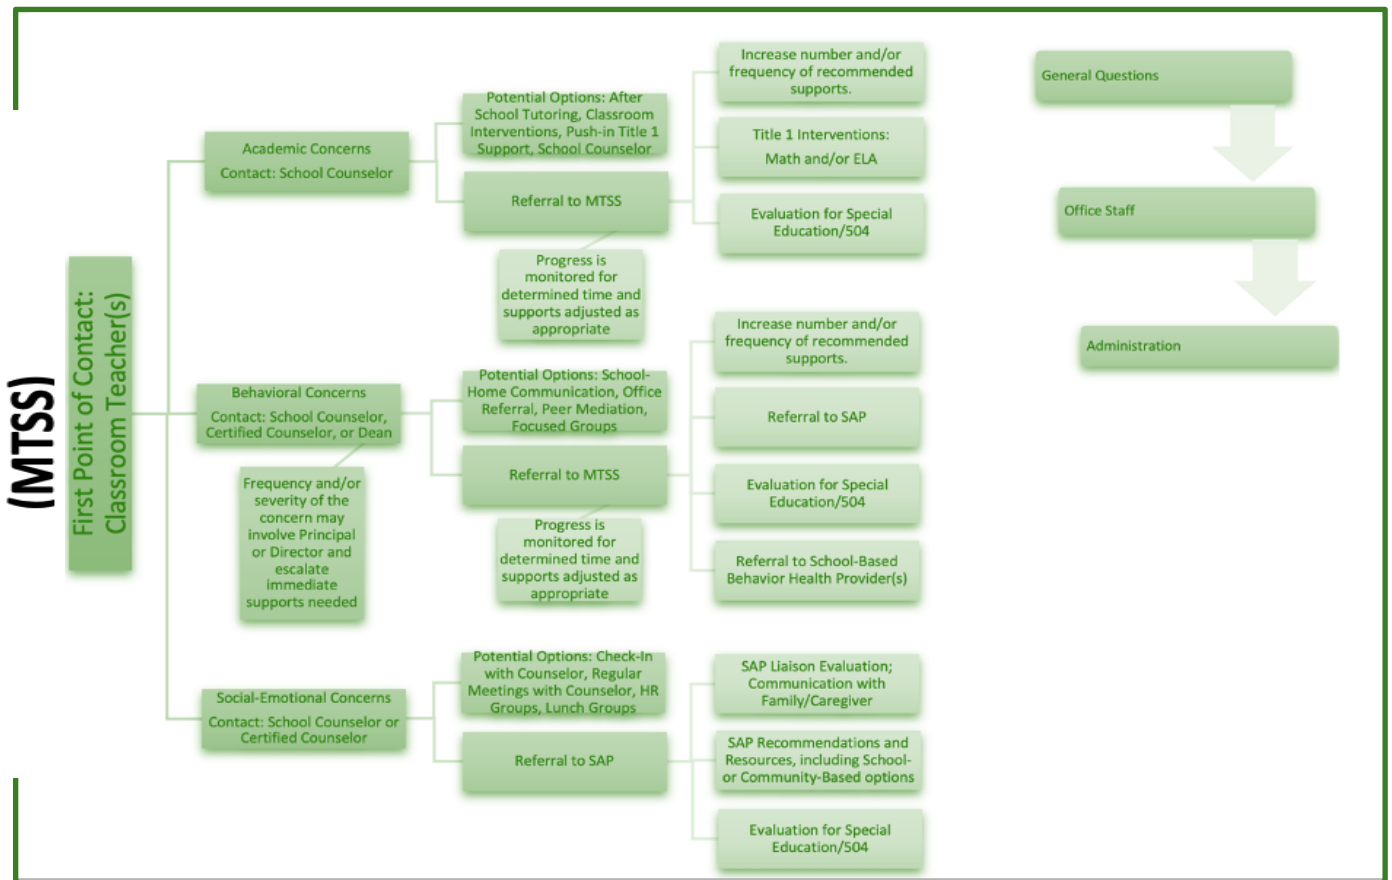 (MTSS)
First Point of Contact:
Classroom Teacher(s)
Academic Concerns
Contact: School Counselor
Potential Options: After
School Tutoring, Classroom
Interventions, Push-in Title 1
Support, School Counselor
Referral to MTSS
Progress is
monitored for
determined time and
supports adjusted as
appropriate
Increase number and/or
frequency of recommended
supports.
Title 1 Interventions:
Math and/or ELA
Evaluation for Special
Education/504
Behavioral Concerns
Contact: School Counselor,
Certified Counselor, or Dean
Frequency and/or
severity of the
concern may
involve Principal
or Director and
escalate
immediate
supports needed
Potential Options: School-
Home Communication, Office
Referral, Peer Mediation,
Focused Groups
Referral to MTSS
Progress is
monitored for
determined time and
supports adjusted as
appropriate
Increase number and/or
frequency of recommended
supports.
Referral to SAP
Evaluation for Special
Education/504
Referral to School-Based
Behavior Health Provider(s)
Social-Emotional Concerns
Contact: School Counselor or
Certified Counselor
Potential Options: Check-In
with Counselor, Regular
Meetings with Counselor, HR
Groups, Lunch Groups
Referral to SAP
SAP Liaison Evaluation;
Communication with
Family/Caregiver
SAP Recommendations and
Resources, including School-
or Community-Based options
Evaluation for Special
Education/504
General Questions
Office Staff
Administration